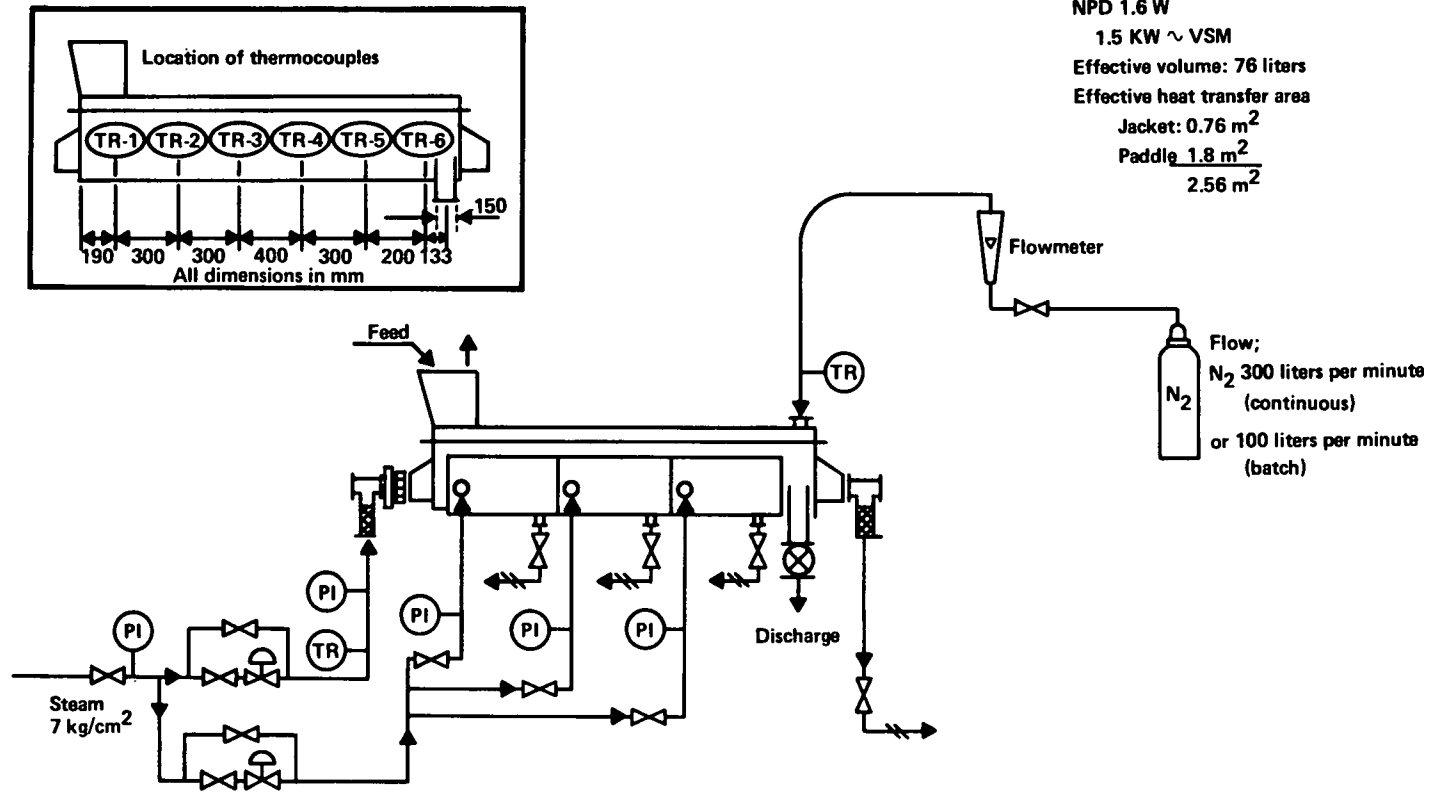 Location of thermocouples
TR-1 TR-2 TR-3 TR-4 TR-5 TR-6
150
190 300 300 400 300 200 133
All dimensions in mm
NPD 1.6 W
1.5 KW ∿ VSM
Effective volume: 76 liters
Effective heat transfer area
Jacket: 0.76 m²
Paddle 1.8 m²
2.56 m²
Flowmeter
Feed
TR
N₂
Flow;
N₂ 300 liters per minute
(continuous)
or 100 liters per minute
(batch)
PI
PI
PI
PI
PI
TR
Discharge
Steam
7 kg/cm²